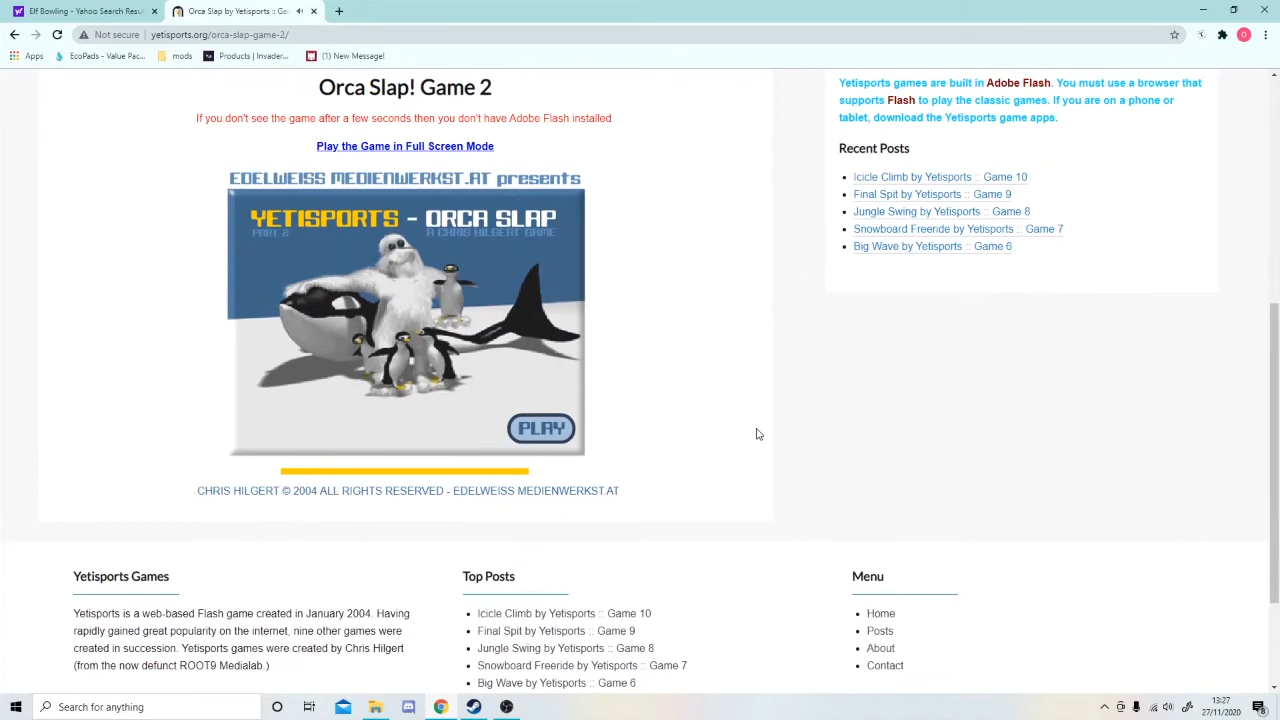 Elf Bowling - Yahoo Search Resul
Orca Slap by Yetisports :: Ga
Not secure | yetisports.org/orca-slap-game-2/
Apps
EcoPads - Value Pac...
mods
Products | Invader...
(1) New Message!
Orca Slap! Game 2
If you don't see the game after a few seconds then you don't have Adobe Flash installed.
Play the Game in Full Screen Mode
EDELWEISS MEDIENWERKST.AT presents
YETISPORTS - ORCA SLAP
PART 2
A CHRIS HILGERT GAME
PLAY
CHRIS HILGERT © 2004 ALL RIGHTS RESERVED - EDELWEISS MEDIENWERKST.AT
Yetisports games are built in Adobe Flash. You must use a browser that
supports Flash to play the classic games. If you are on a phone or
tablet, download the Yetisports game apps.
Recent Posts
Icicle Climb by Yetisports :: Game 10
Final Spit by Yetisports :: Game 9
Jungle Swing by Yetisports :: Game 8
Snowboard Freeride by Yetisports :: Game 7
Big Wave by Yetisports :: Game 6
Yetisports Games
Yetisports is a web-based Flash game created in January 2004. Having
rapidly gained great popularity on the internet, nine other games were
created in succession. Yetisports games were created by Chris Hilgert
(from the now defunct ROOT9 Medialab.)
Top Posts
Icicle Climb by Yetisports :: Game 10
Final Spit by Yetisports :: Game 9
Jungle Swing by Yetisports :: Game 8
Snowboard Freeride by Yetisports :: Game 7
Big Wave by Yetisports :: Game 6
Menu
Home
Posts
About
Contact
Search for anything
13:27
27/11/2020